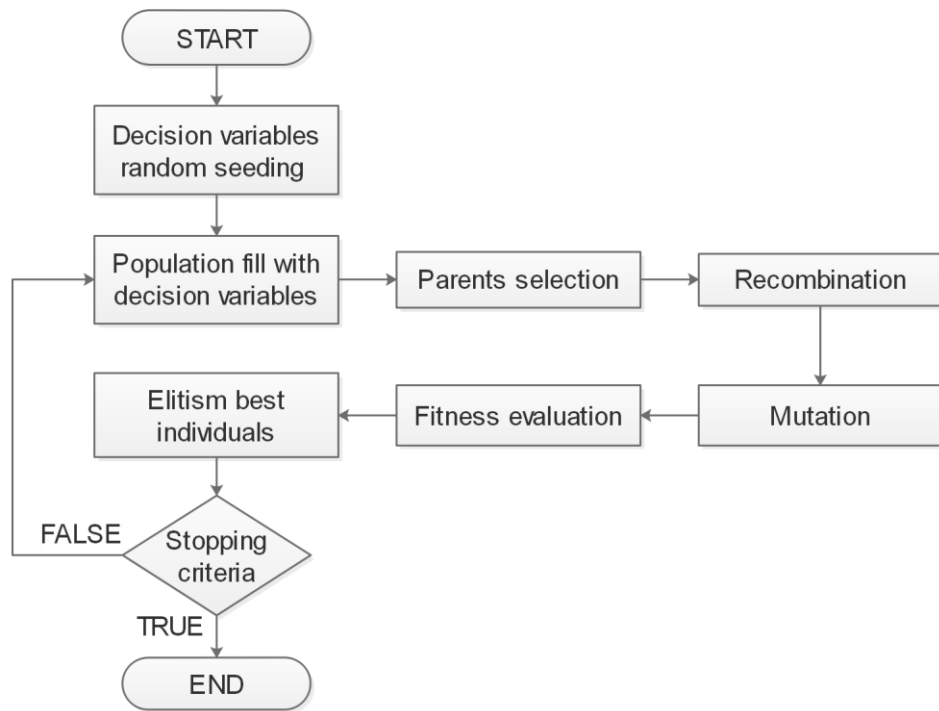 START
Decision variables
random seeding
Population fill with
decision variables
Parents selection
Recombination
Mutation
Fitness evaluation
Elitism best
individuals
Stopping
criteria
FALSE
TRUE
END